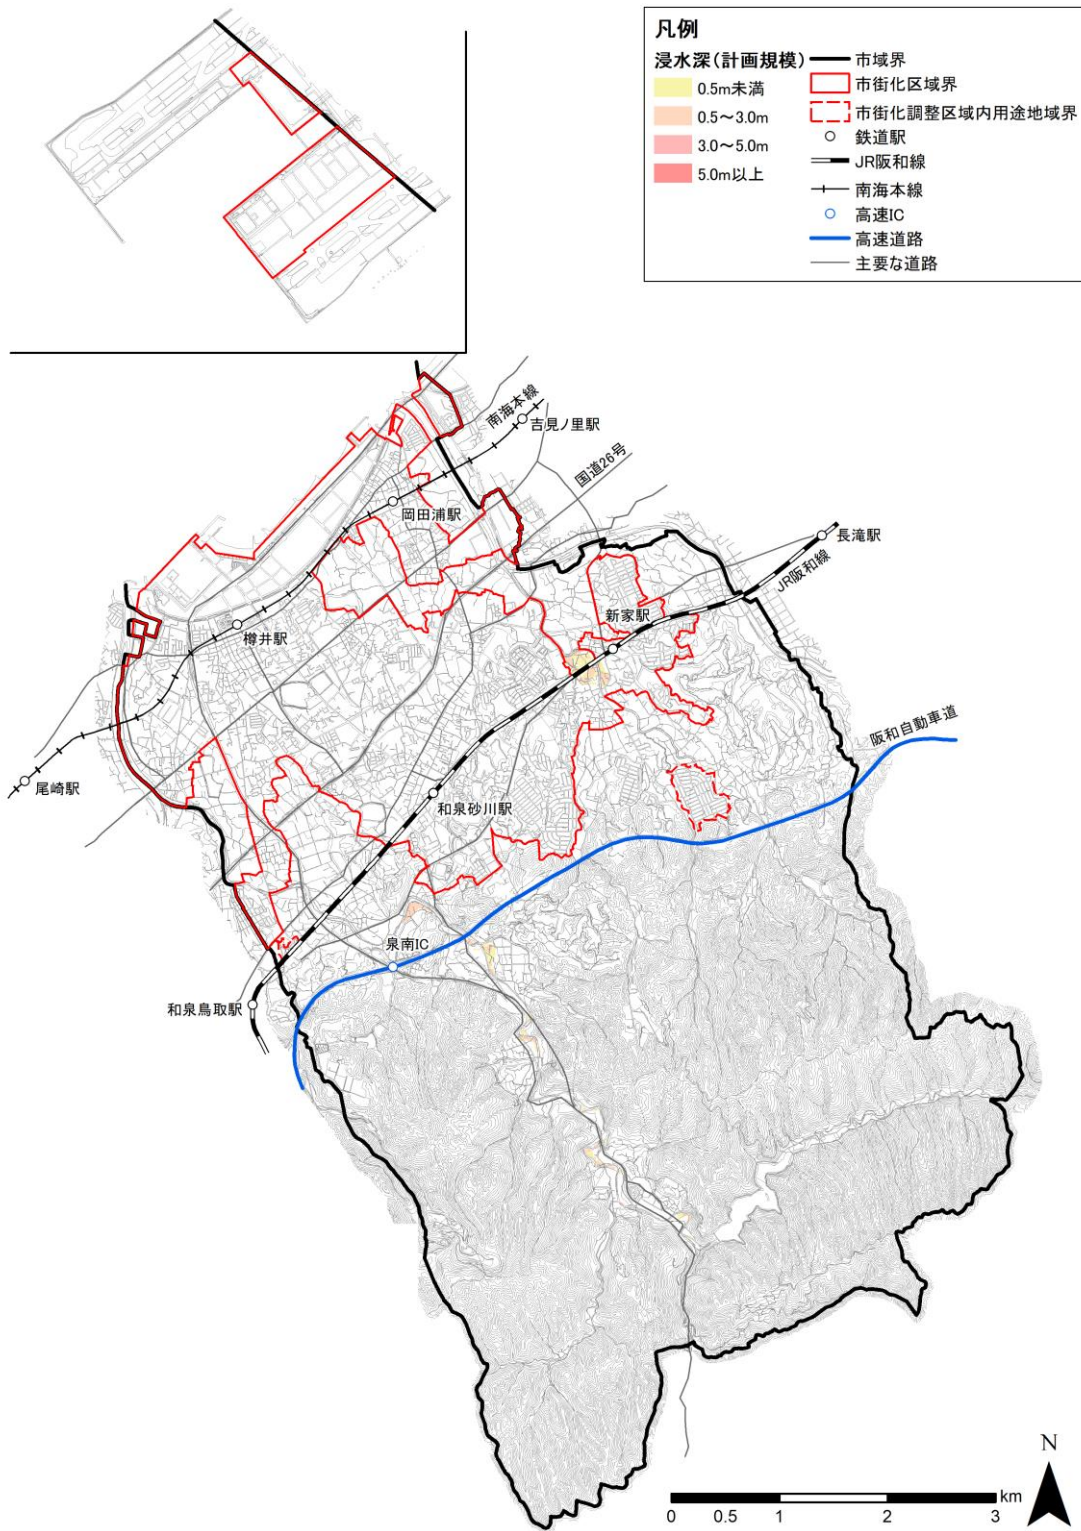 凡例
浸水深(計画規模)
0.5m未満
0.5～3.0m
3.0～5.0m
5.0m以上
市域界
市街化区域界
市街化調整区域内用途地域界
鉄道駅
JR阪和線
南海本線
高速IC
高速道路
主要な道路
南海本線
吉見ノ里駅
国道26号
岡田浦駅
長滝駅
JR阪和線
新家駅
樽井駅
阪和自動車道
尾崎駅
和泉砂川駅
泉南IC
和泉鳥取駅
N
km
0 0.5 1 2 3